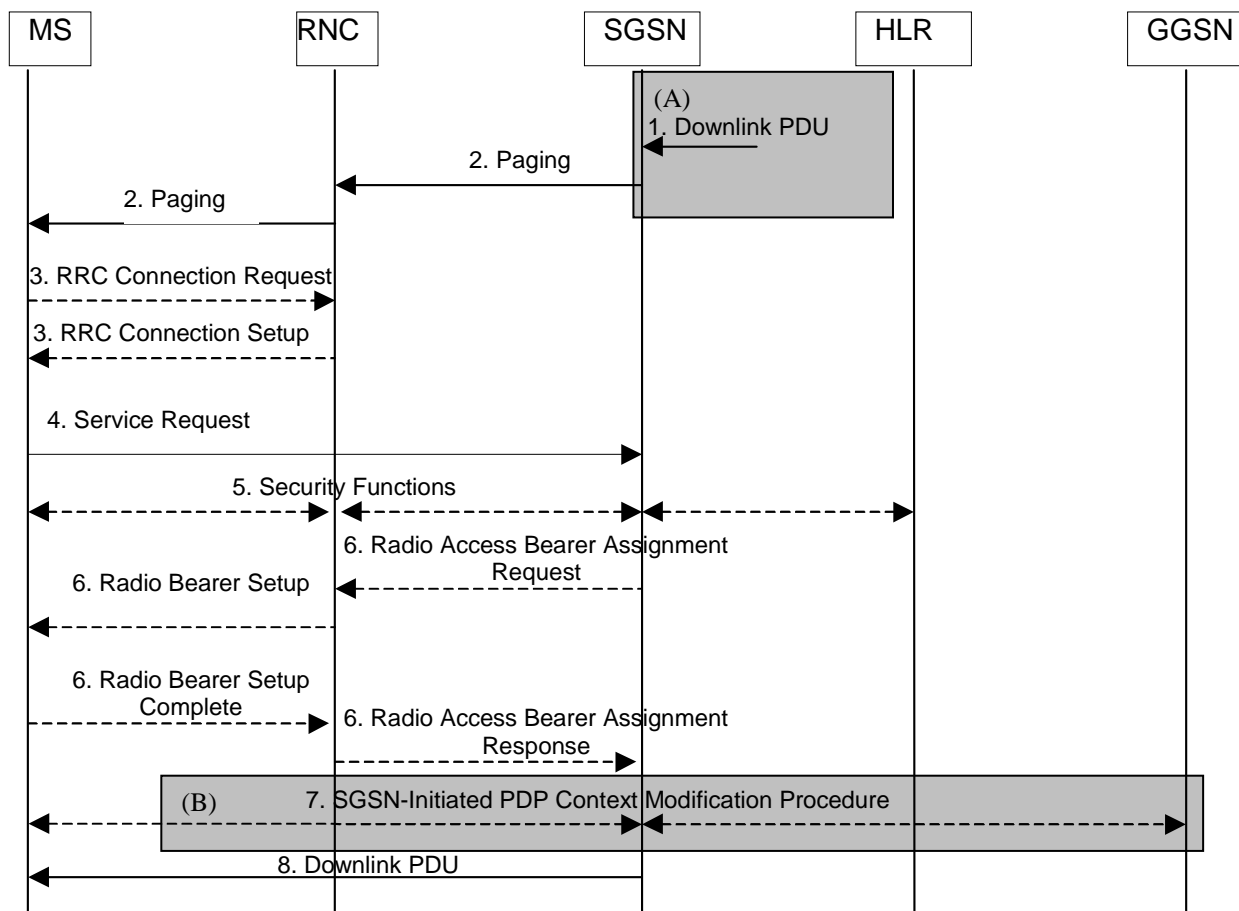 MS
RNC
SGSN
HLR
GGSN
(A)
1. Downlink PDU
2. Paging
2. Paging
3. RRC Connection Request
3. RRC Connection Setup
4. Service Request
5. Security Functions
6. Radio Access Bearer Assignment
Request
6. Radio Bearer Setup
6. Radio Bearer Setup
Complete
6. Radio Access Bearer Assignment
Response
(B)
7. SGSN-Initiated PDP Context Modification Procedure
8. Downlink PDU